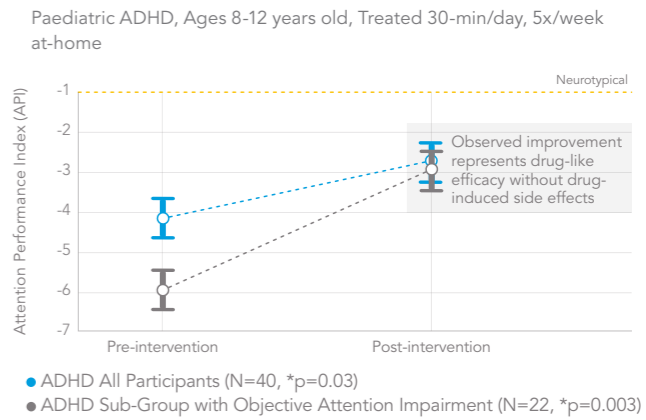 Paediatric ADHD, Ages 8-12 years old, Treated 30-min/day, 5x/week
at-home
Neurotypical
Attention Performance Index (API)
-1
-2
-3
-4
-5
-6
-7
Observed improvement
represents drug-like
efficacy without drug-
induced side effects
Pre-intervention
Post-intervention
ADHD All Participants (N=40, *p=0.03)
ADHD Sub-Group with Objective Attention Impairment (N=22, *p=0.003)